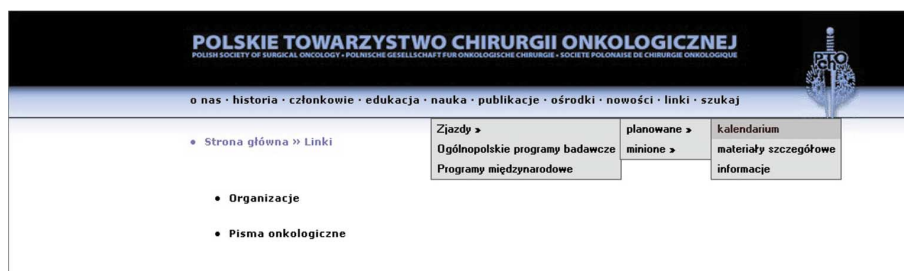 POLSKIE TOWARZYSTWO CHIRURGII ONKOLOGICZNEJ
POLISH SOCIETY OF SURGICAL ONCOLOGY • POLNISCHE GESELLSCHAFT FUR ONKOLOGISCHE CHIRURGIE • SOCIETE POLONAISE DE CHIRURGIE ONKOLOGIQUE
PTCHO
o nas · historia · członkowie · edukacja · nauka · publikacje · ośrodki · nowości · linki · szukaj
Zjazdy » planowane » kalendarium
• Strona główna » Linki
Ogólnopolskie programy badawcze minione » materiały szczegółowe
Programy międzynarodowe informacje
• Organizacje
• Pisma onkologiczne